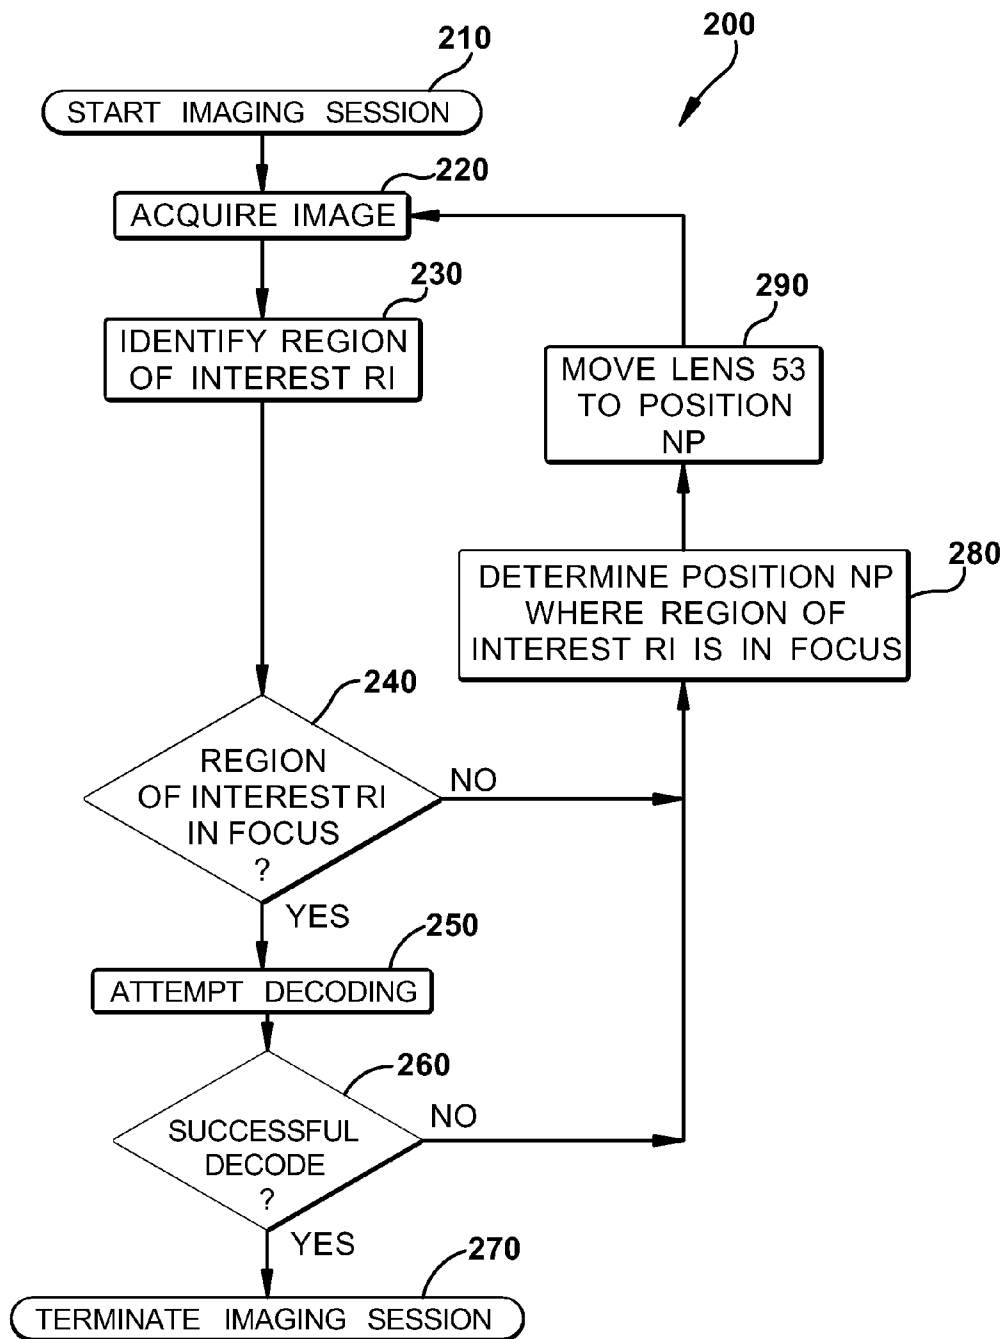 210
200
START IMAGING SESSION
220
ACQUIRE IMAGE
230
290
IDENTIFY REGION
OF INTEREST RI
MOVE LENS 53
TO POSITION
NP
280
DETERMINE POSITION NP
WHERE REGION OF
INTEREST RI IS IN FOCUS
240
REGION
OF INTEREST RI
IN FOCUS
?
NO
YES
250
ATTEMPT DECODING
260
SUCCESSFUL
DECODE
?
NO
YES
270
TERMINATE IMAGING SESSION